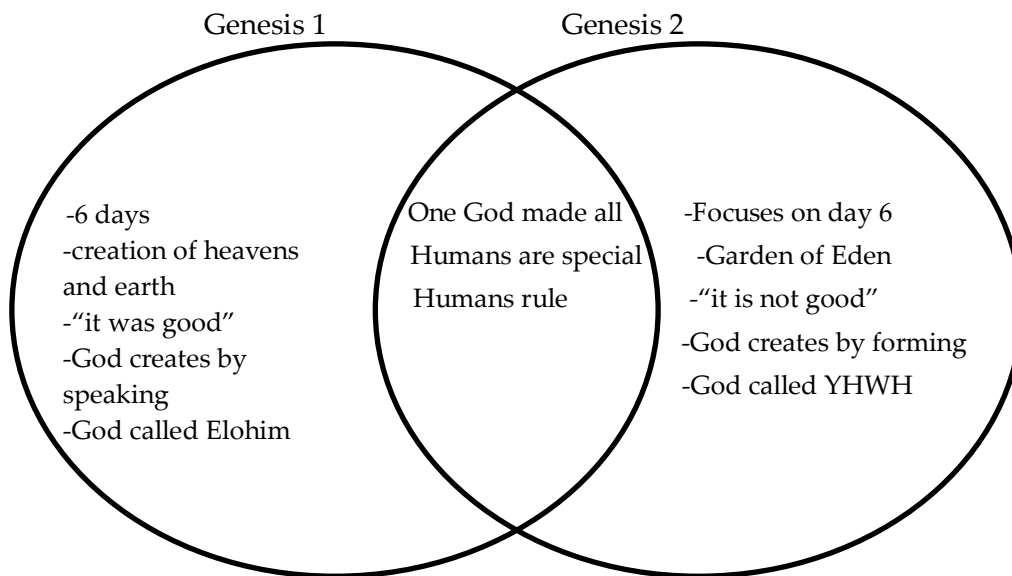 Genesis 1
Genesis 2
-6 days
-creation of heavens
and earth
-“it was good”
-God creates by
speaking
-God called Elohim
One God made all
Humans are special
Humans rule
-Focuses on day 6
-Garden of Eden
-“it is not good”
-God creates by forming
-God called YHWH